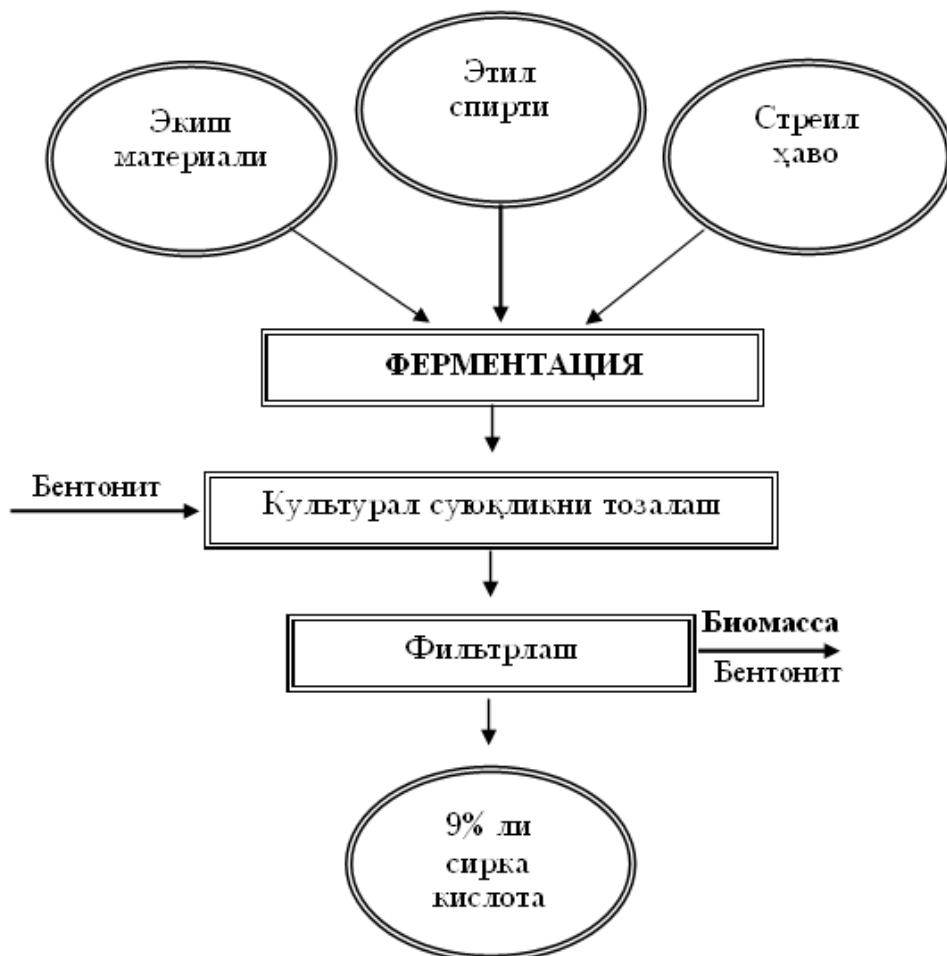 Экиш
материали
Этил
спирти
Стреил
ҳаво
ФЕРМЕНТАЦИЯ
Бентонит
Культурал суюқликни тозалаш
Фильтрлаш
Биомасса
Бентонит
9% ли
сирка
кислота